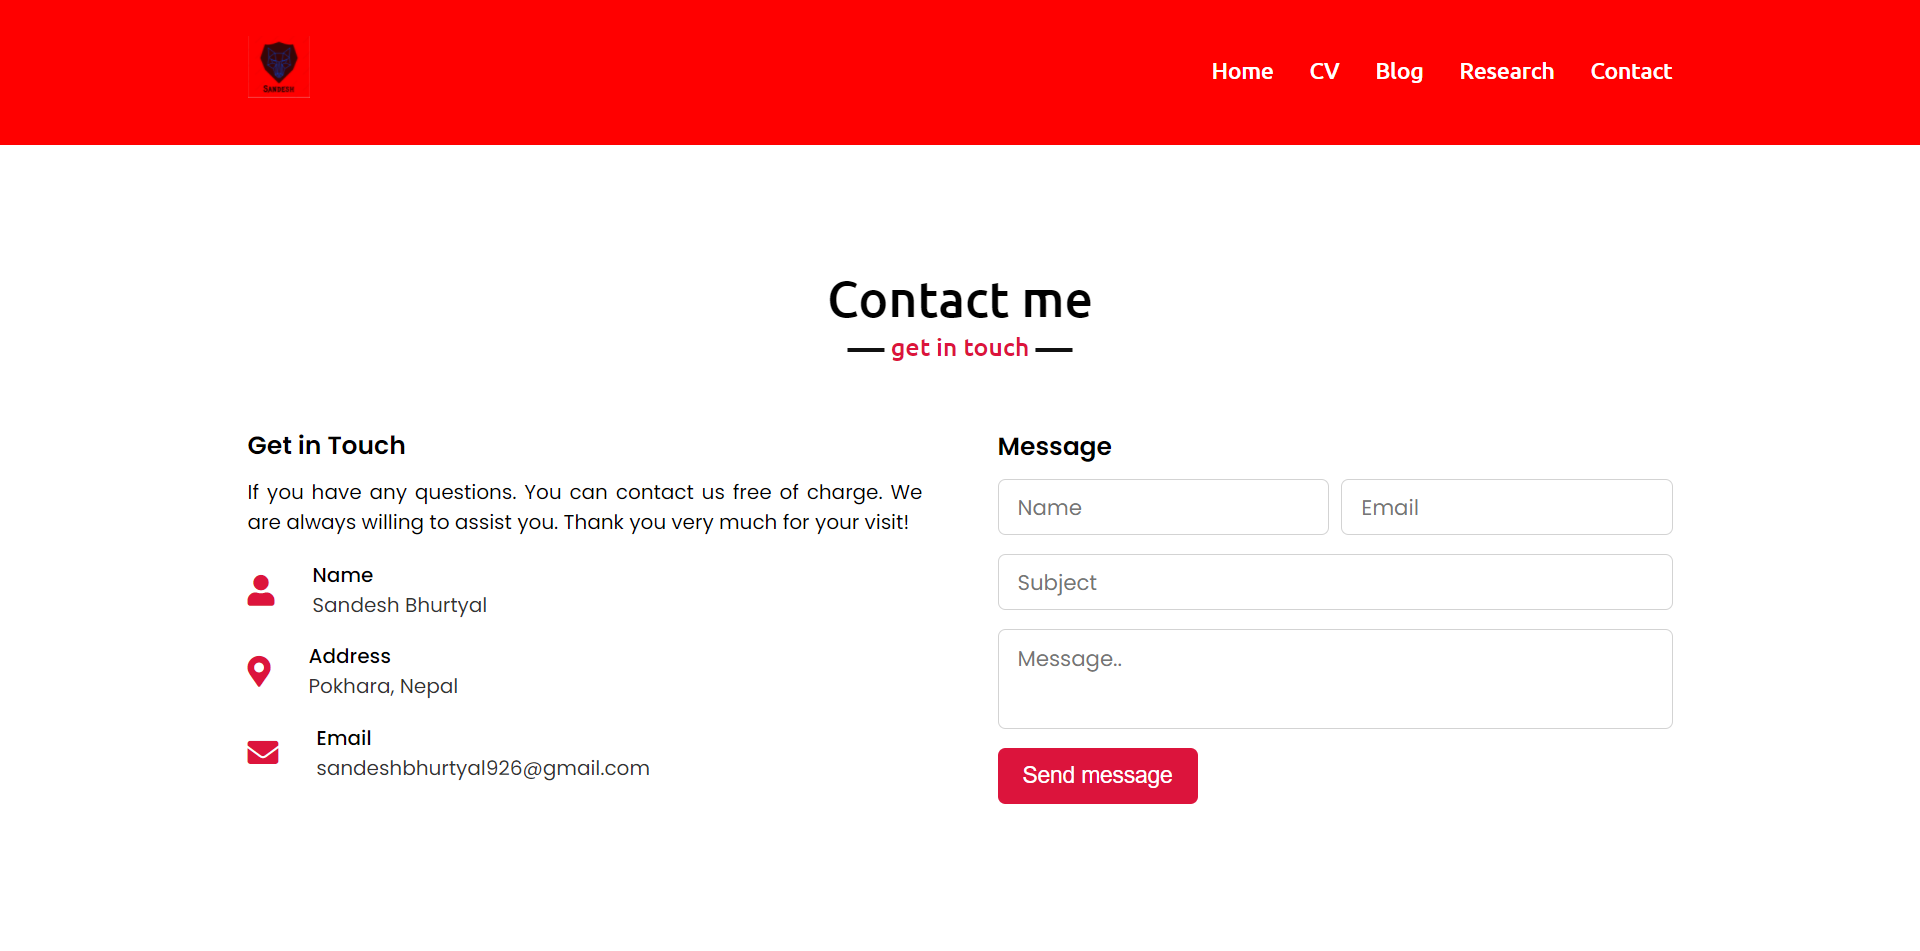 SANDESH
Home CV Blog Research Contact
Contact me
get in touch
Get in Touch
If you have any questions. You can contact us free of charge. We
are always willing to assist you. Thank you very much for your visit!
Name
Sandesh Bhurtyal
Address
Pokhara, Nepal
Email
sandeshbhurtyal926@gmail.com
Message
Name Email
Subject
Message..
Send message